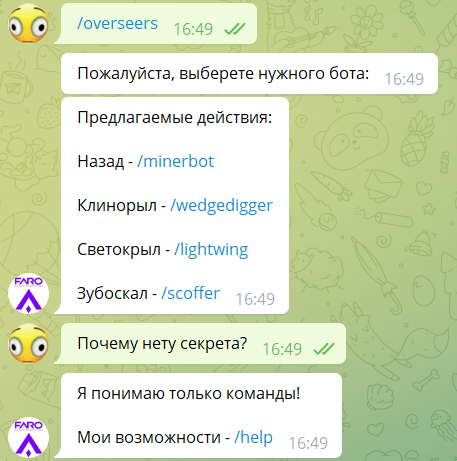 /overseers 16:49
Пожалуйста, выберете нужного бота: 16:49
Предлагаемые действия:
Назад - /minerbot
Клинорыл - /wedgedigger
Светокрыл - /lightwing
Зубоскал - /scoffer 16:49
FARO
Почему нету секрета? 16:49
Я понимаю только команды!
Мои возможности - /help 16:49
FARO